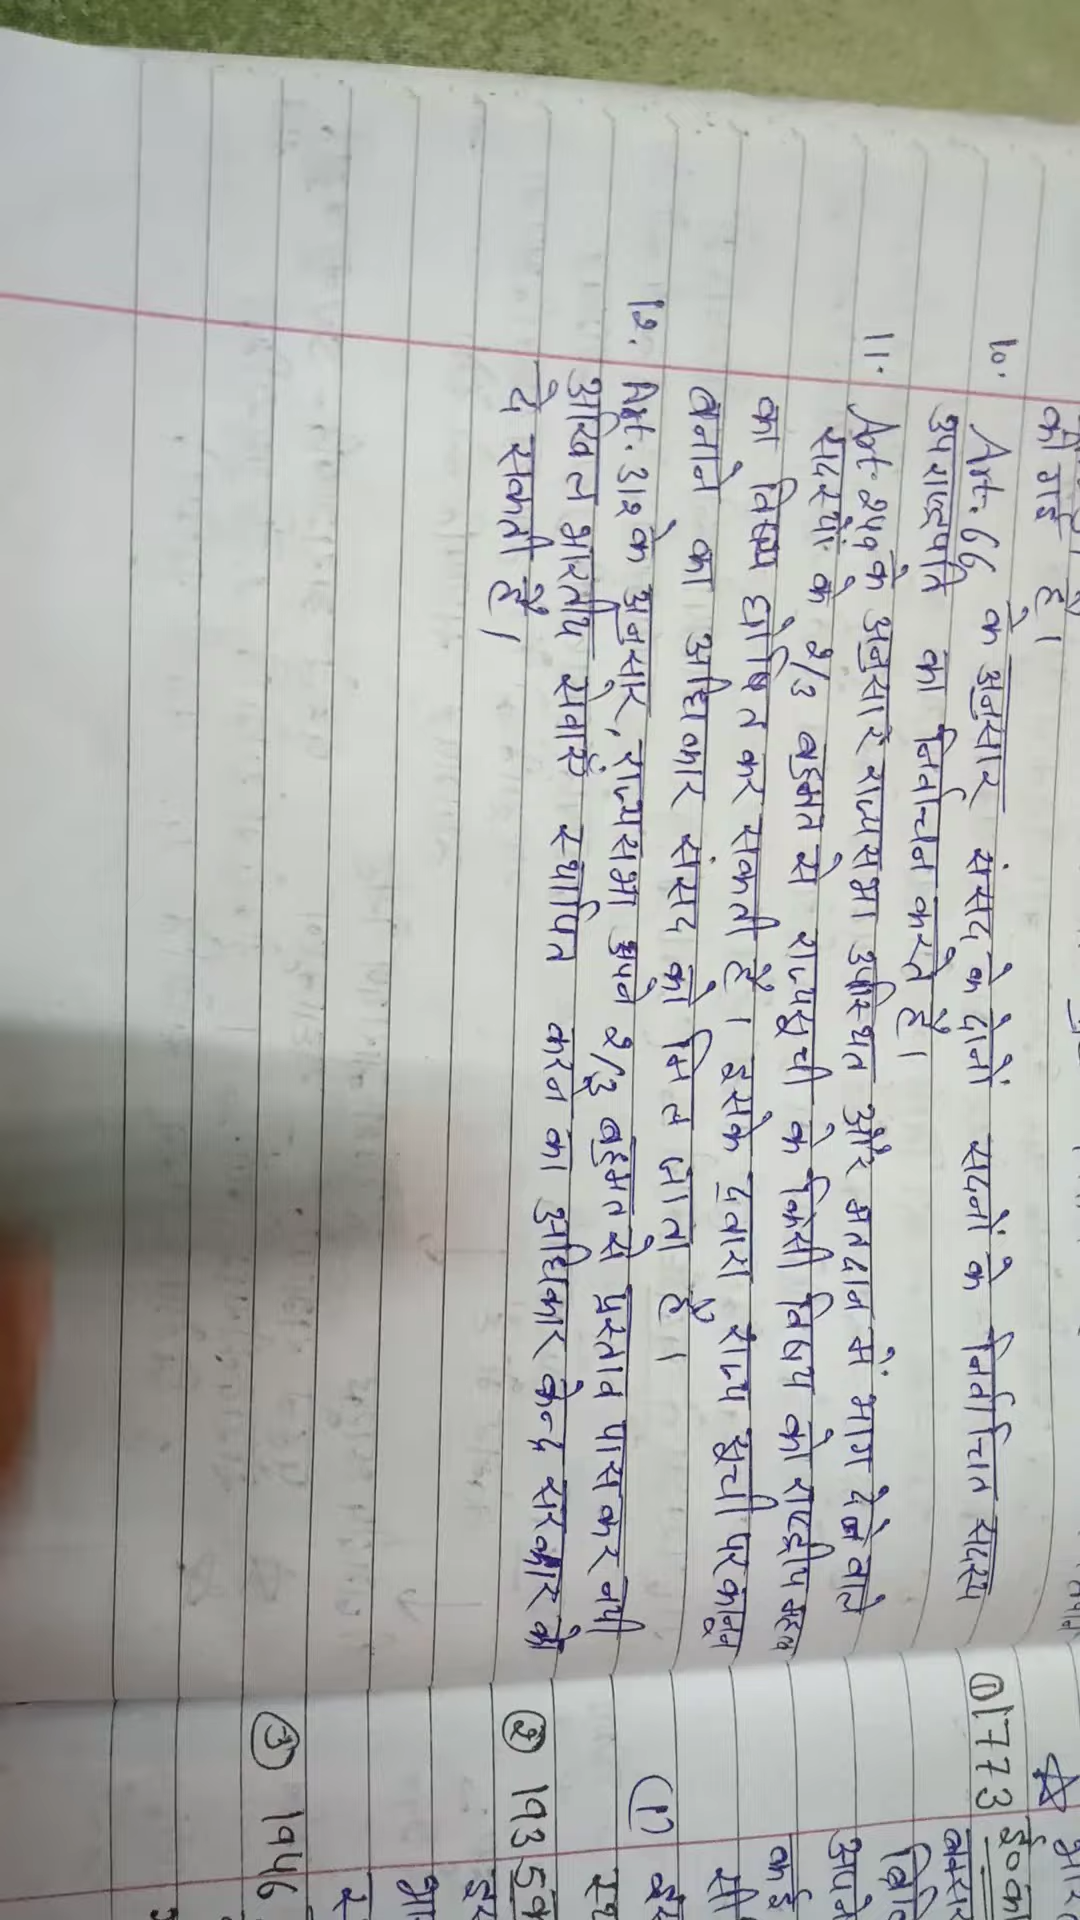 की गई है।
10. Art. 66 के अनुसार संसद के दोनों सदनों के निर्वाचित सदस्य
उपराष्ट्रपति का निर्वाचन करते हैं।
11. Art 249 के अनुसार राज्यसभा उपस्थित और मतदान में भाग लेने वाले
सदस्यों के 2/3 बहुमत से राज्यसूची के किसी विषय को राष्ट्रीय महत्व
का विषय घोषित कर सकती है। इसके द्वारा राज्य सूची पर कानून
बनाने का अधिकार संसद को मिल जाता है।
12. Art. 312 के अनुसार, राज्यसभा अपने 2/3 बहुमत से प्रस्ताव पास कर नयी
अखिल भारतीय सेवाएँ स्थापित करने का अधिकार केन्द्र सरकार को
दे सकती है।
① 1773 ई० का
(1)
② 1935
③ 1946